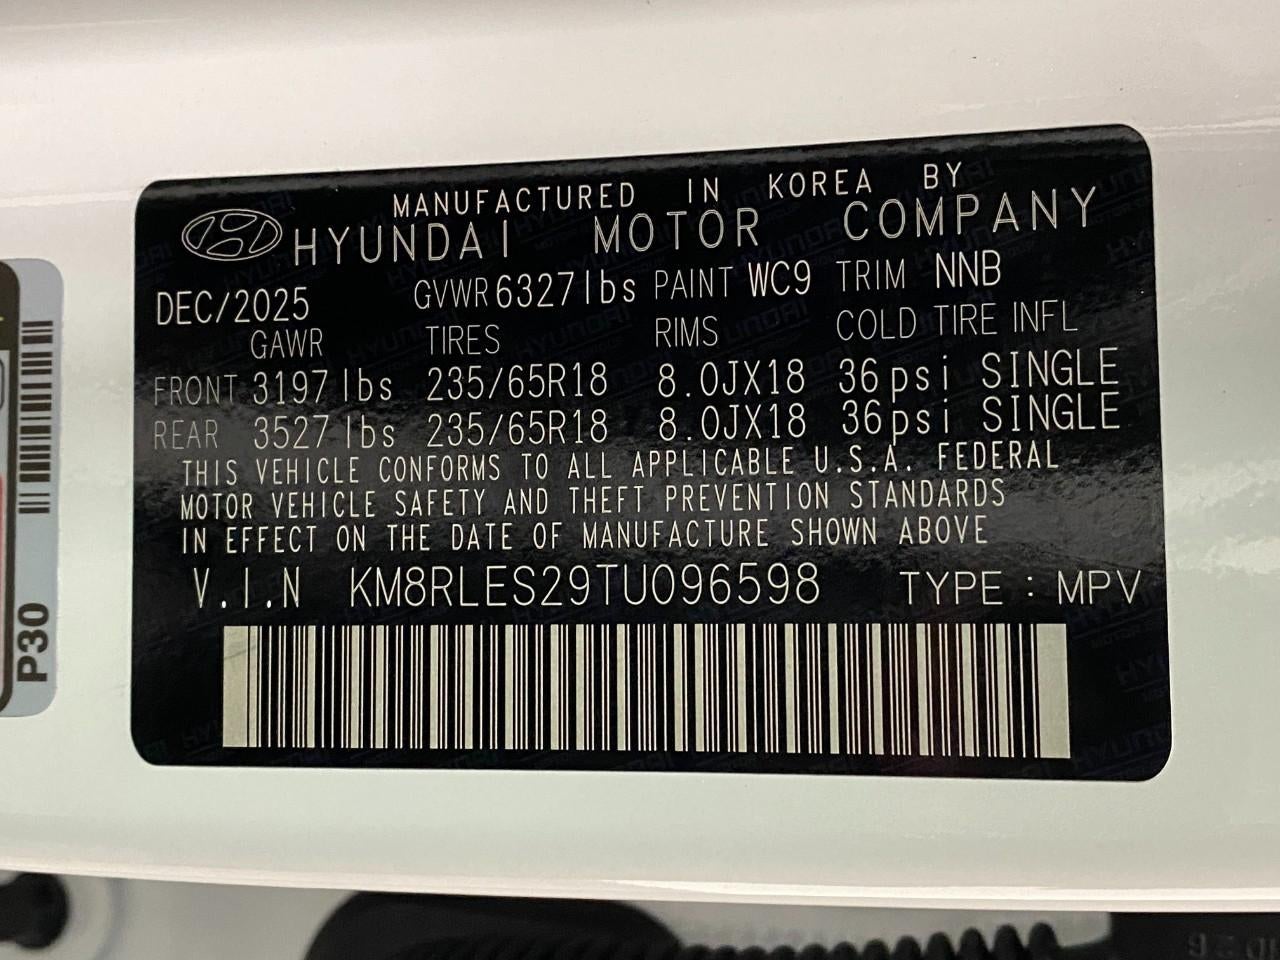 MANUFACTURED IN KOREA BY
HYUNDAI MOTOR COMPANY
DEC/2025 GVWR 6327lbs PAINT WC9 TRIM NNB
GAWR TIRES RIMS COLD TIRE INFL
FRONT 3197 lbs 235/65R18 8.0JX18 36psi SINGLE
REAR 3527 lbs 235/65R18 8.0JX18 36psi SINGLE
THIS VEHICLE CONFORMS TO ALL APPLICABLE U.S.A. FEDERAL
MOTOR VEHICLE SAFETY AND THEFT PREVENTION STANDARDS
IN EFFECT ON THE DATE OF MANUFACTURE SHOWN ABOVE
V.I.N KM8RLES29TU096598 TYPE : MPV
P30